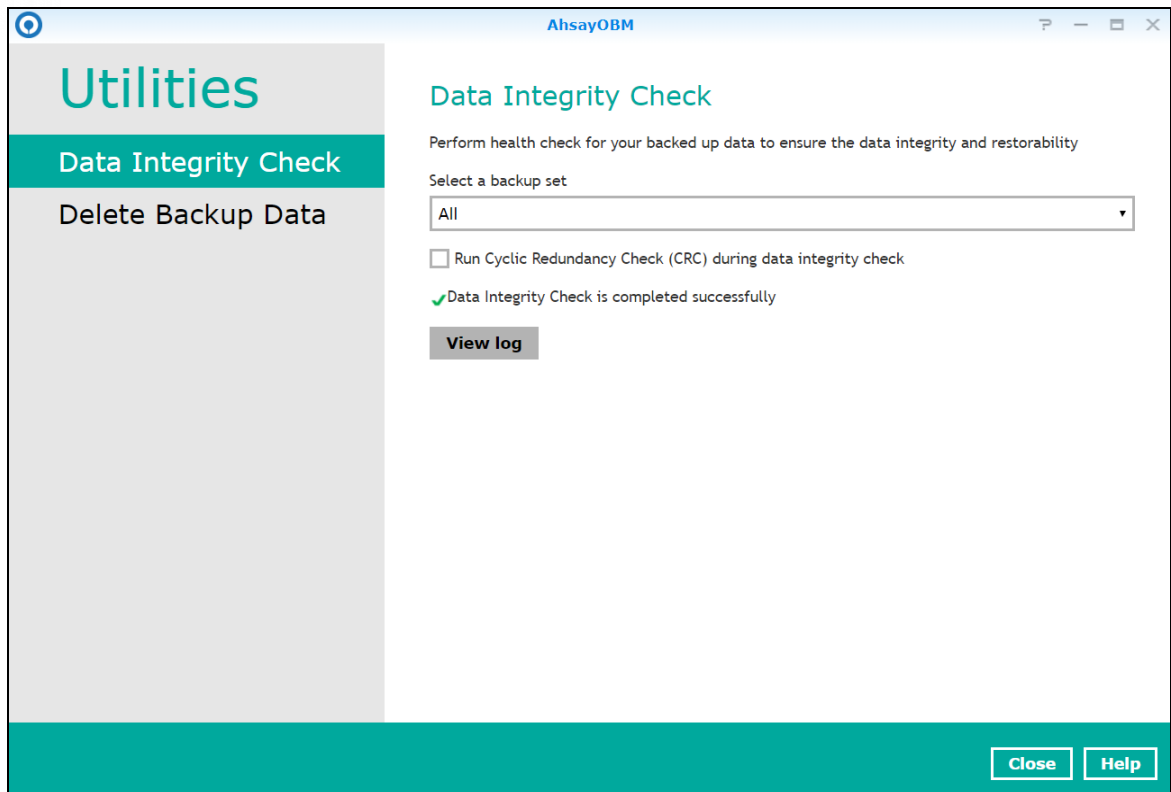 AhsayOBM
Utilities
Data Integrity Check
Delete Backup Data
Data Integrity Check
Perform health check for your backed up data to ensure the data integrity and restorability
Select a backup set
All
Run Cyclic Redundancy Check (CRC) during data integrity check
Data Integrity Check is completed successfully
View log
Close
Help